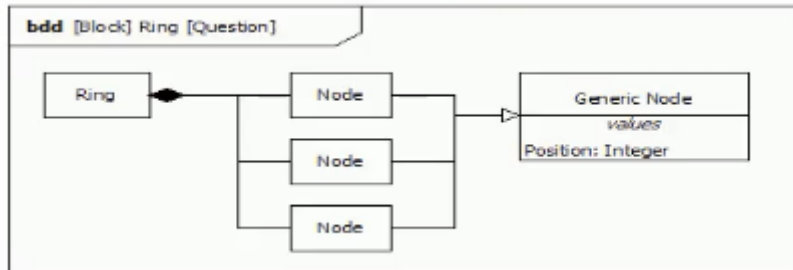 bdd [Block] Ring [Question]
Ring
Node
Generic Node
values
Position: Integer
Node
Node